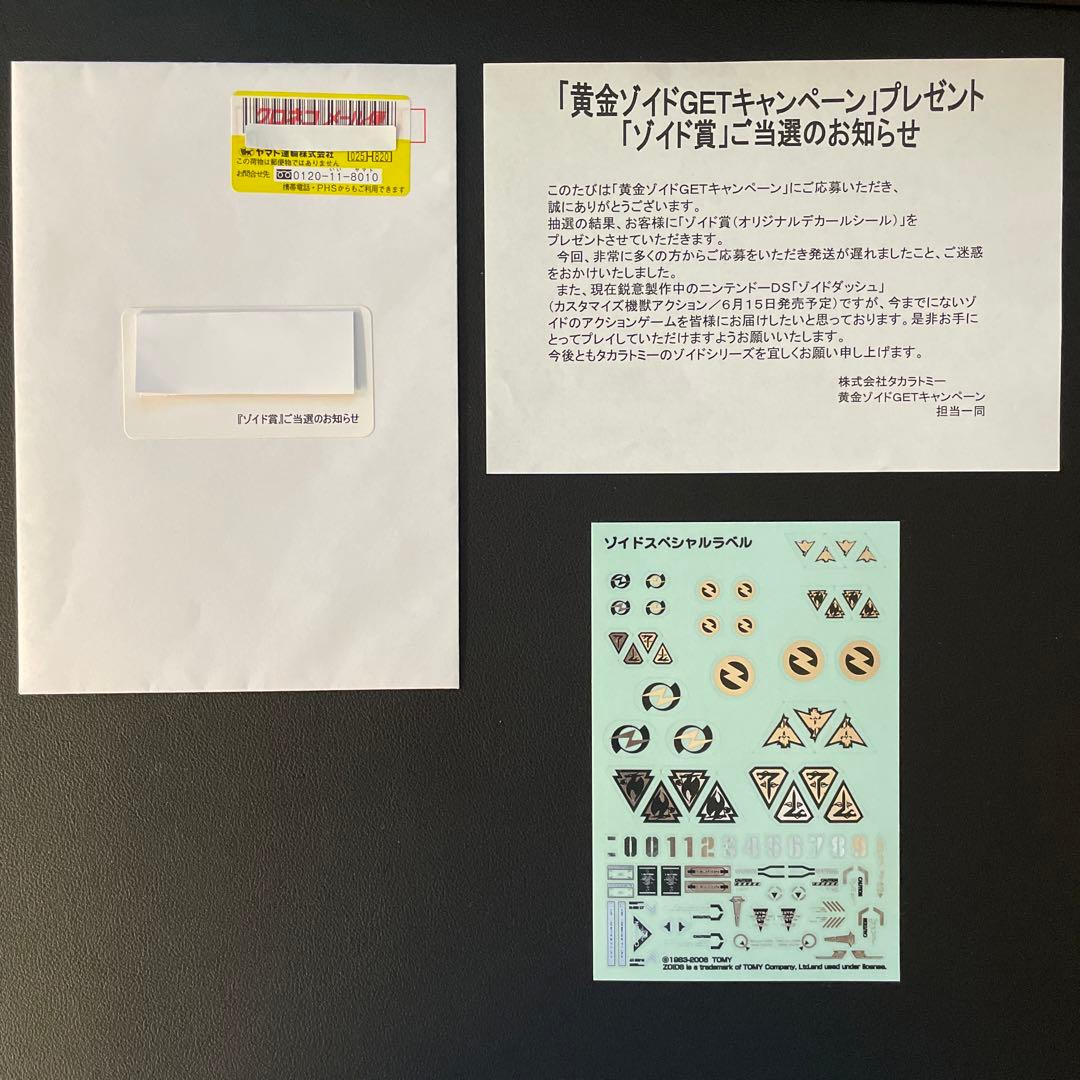 クロネコ メール便
ヤマト運輸株式会社
025-820
この荷物は郵便物ではありません
お問合せ先 0120-11-8010
携帯電話・PHSからもご利用できます
『ゾイド賞』ご当選のお知らせ
「黄金ゾイドGETキャンペーン」プレゼント
「ゾイド賞」ご当選のお知らせ
このたびは「黄金ゾイドGETキャンペーン」にご応募いただき、
誠にありがとうございます。
抽選の結果、お客様に「ゾイド賞（オリジナルデカールシール）」を
プレゼントさせていただきます。
今回、非常に多くの方からご応募をいただき発送が遅れましたこと、ご迷惑
をおかけいたしました。
また、現在鋭意製作中のニンテンドーDS「ゾイドダッシュ」
（カスタマイズ機獣アクション／6月15日発売予定）ですが、今までにないゾ
イドのアクションゲームを皆様にお届けしたいと思っております。是非お手に
とってプレイしていただけますようお願いいたします。
今後ともタカラトミーのゾイドシリーズを宜しくお願い申し上げます。
株式会社タカラトミー
黄金ゾイドGETキャンペーン
担当一同
ゾイドスペシャルラベル
001123456789
CAUTION
©1983-2006 TOMY
ZOIDS is a trademark of TOMY Company, Ltd.and used under license.